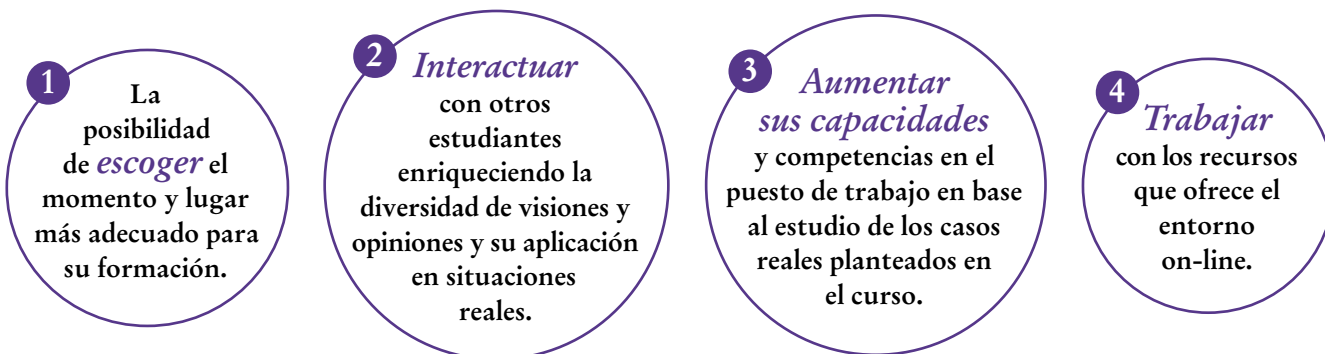 1
La
posibilidad
de escoger el
momento y lugar
más adecuado para
su formación.
2
Interactuar
con otros
estudiantes
enriqueciendo la
diversidad de visiones y
opiniones y su aplicación
en situaciones
reales.
3
Aumentar
sus capacidades
y competencias en el
puesto de trabajo en base
al estudio de los casos
reales planteados en
el curso.
4
Trabajar
con los recursos
que ofrece el
entorno
on-line.